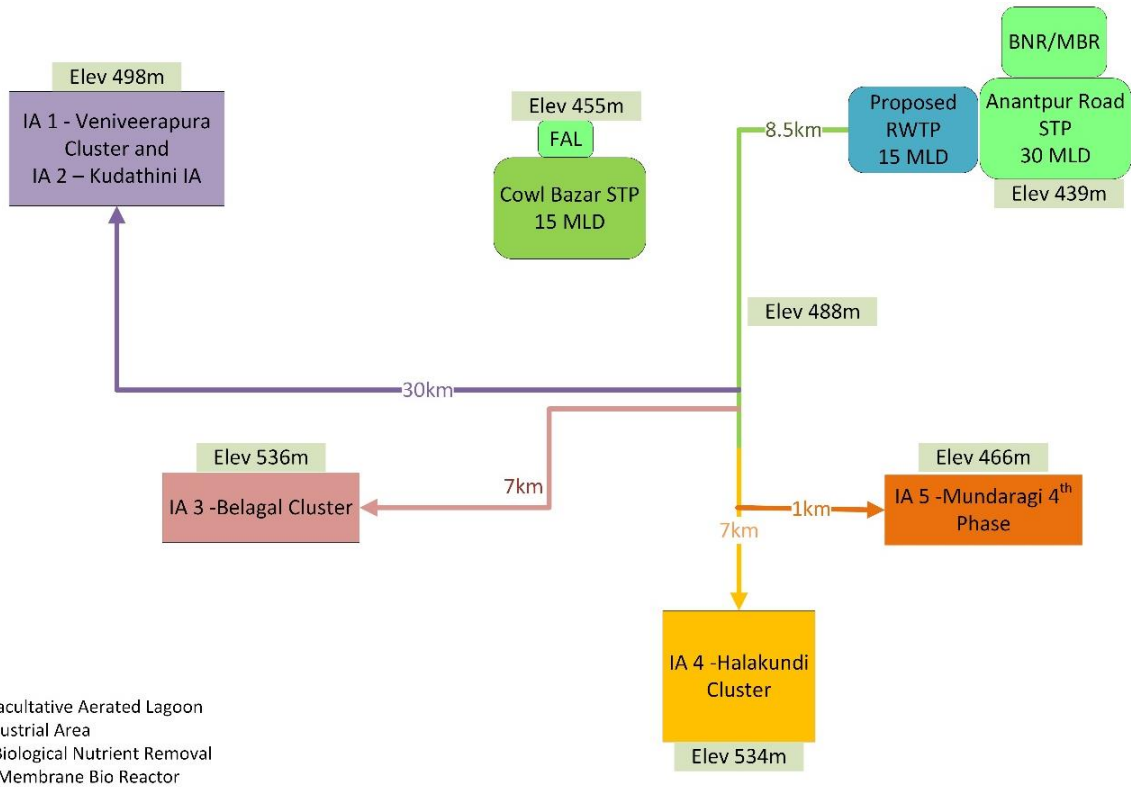 BNR/MBR
Elev 498m
IA 1 - Veniveerapura
Cluster and
IA 2 – Kudathini IA
Elev 455m
FAL
Cowl Bazar STP
15 MLD
8.5km
Proposed
RWTP
15 MLD
Anantpur Road
STP
30 MLD
Elev 439m
Elev 488m
30km
Elev 536m
IA 3 -Belagal Cluster
7km
Elev 466m
IA 5 -Mundaragi 4th
Phase
1km
7km
IA 4 -Halakundi
Cluster
Elev 534m
acultative Aerated Lagoon
ustrial Area
Biological Nutrient Removal
Membrane Bio Reactor